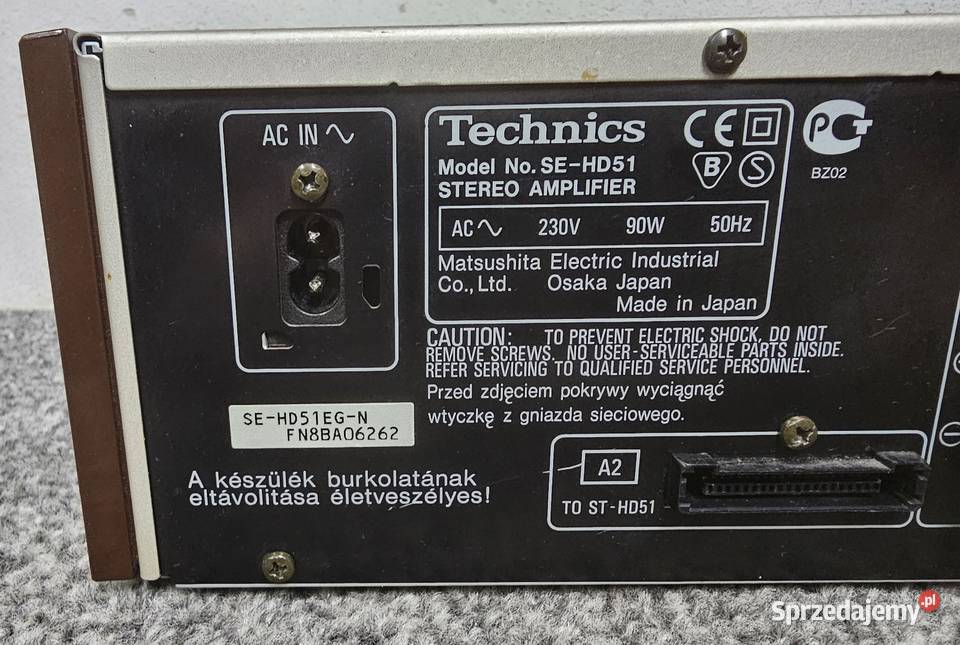 AC IN
Technics
CE
Model No. SE-HD51
B S
STEREO AMPLIFIER
PCT
BZ02
AC 230V 90W 50Hz
Matsushita Electric Industrial
Co., Ltd. Osaka Japan
Made in Japan
CAUTION: TO PREVENT ELECTRIC SHOCK, DO NOT
REMOVE SCREWS. NO USER-SERVICEABLE PARTS INSIDE.
REFER SERVICING TO QUALIFIED SERVICE PERSONNEL.
Przed zdjęciem pokrywy wyciągnąć
wtyczkę z gniazda sieciowego.
SE-HD51EG-N
FN8BA06262
A készülék burkolatának
eltávolitása életveszélyes!
A2
TO ST-HD51
Sprzedajemy.pl